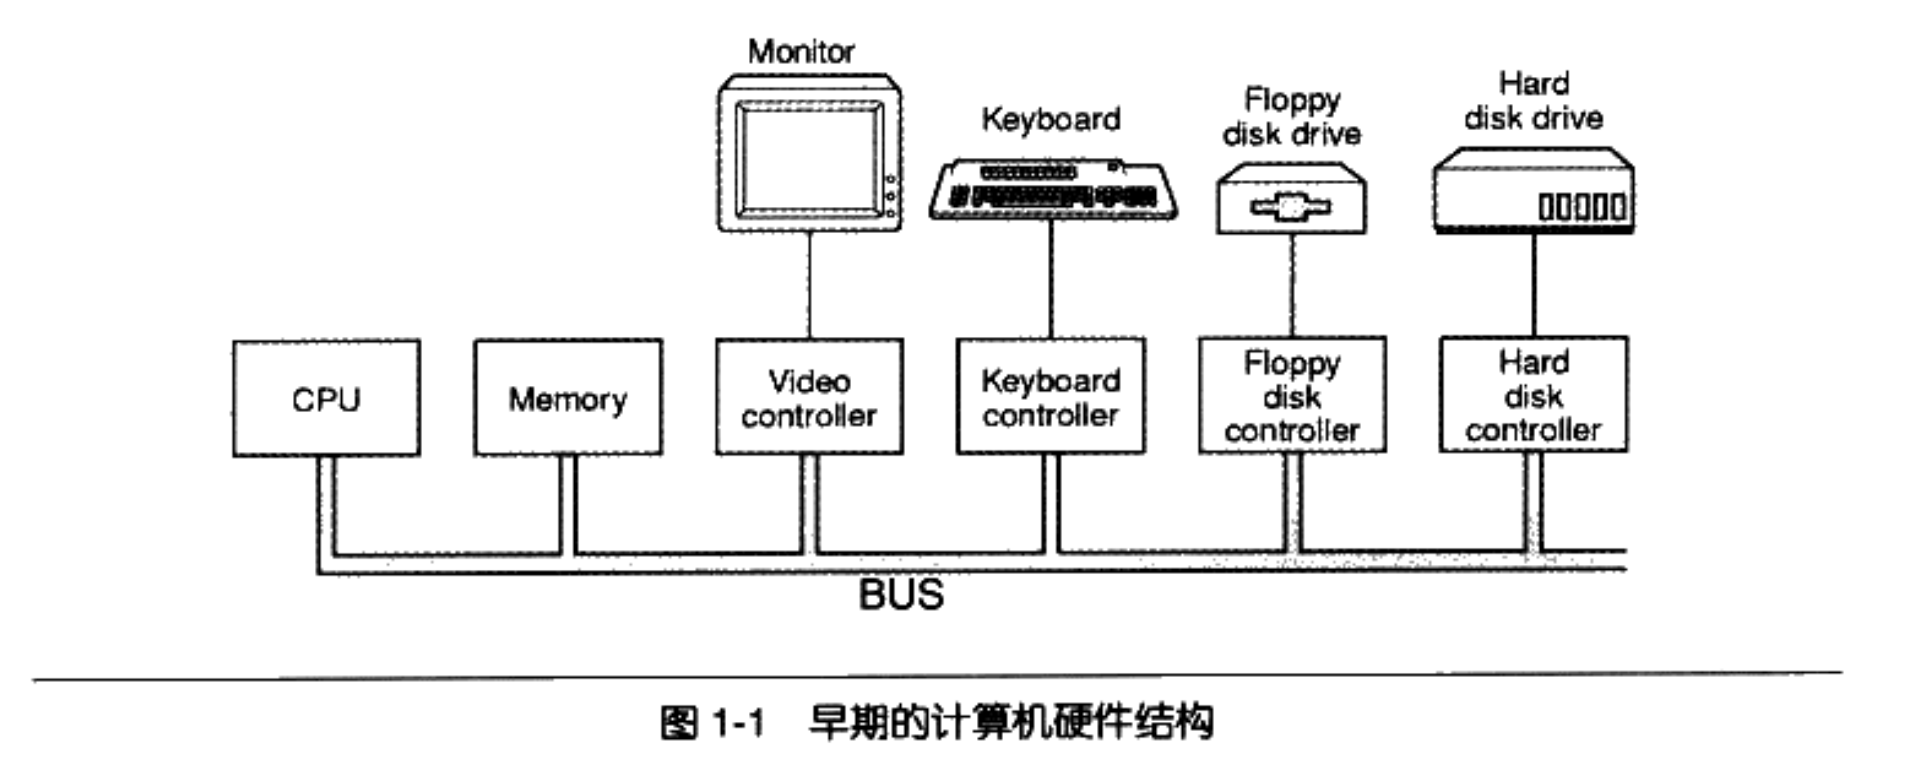 Monitor
Keyboard
Floppy
disk drive
Hard
disk drive
CPU
Memory
Video
controller
Keyboard
controller
Floppy
disk
controller
Hard
disk
controller
BUS
图 1-1 早期的计算机硬件结构